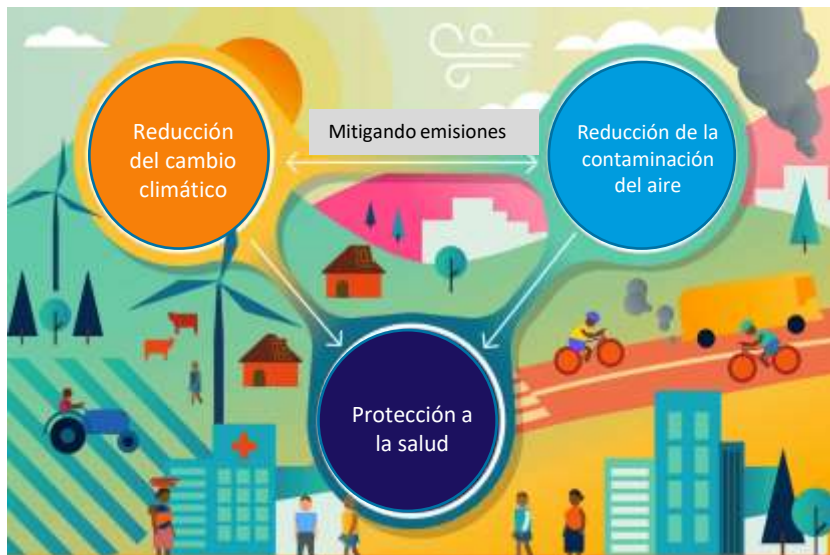 Reducción
del cambio
climático
Mitigando emisiones
Reducción de la
contaminación
del aire
Protección a
la salud